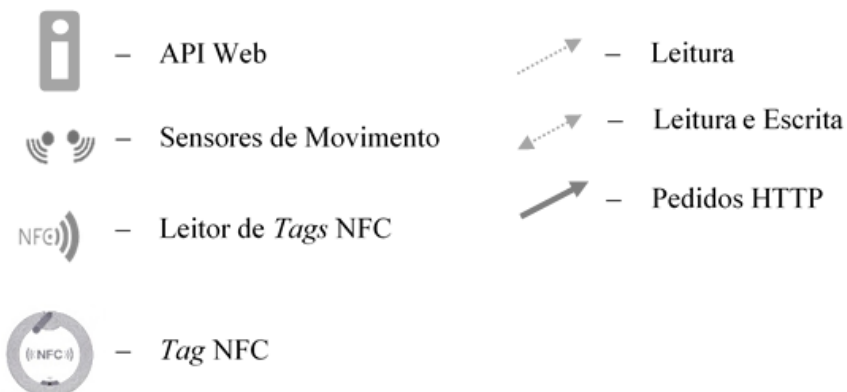 – API Web
– Sensores de Movimento
NFC – Leitor de Tags NFC
((NFC)) – Tag NFC
– Leitura
– Leitura e Escrita
– Pedidos HTTP